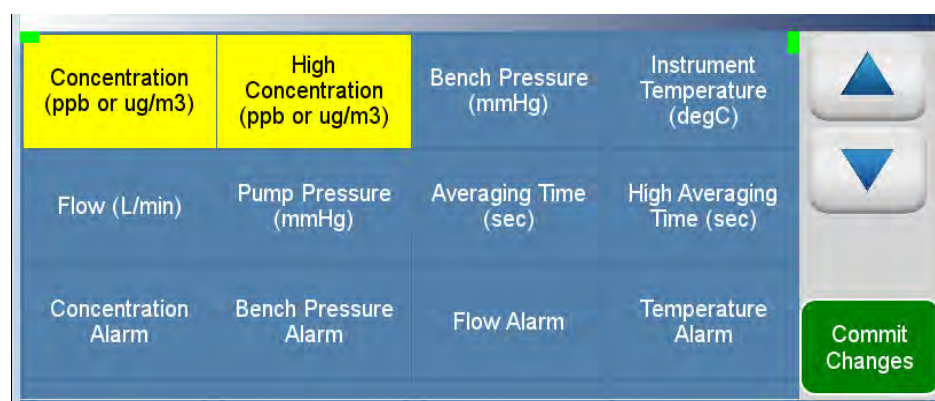 Concentration
(ppb or ug/m3)
High
Concentration
(ppb or ug/m3)
Bench Pressure
(mmHg)
Instrument
Temperature
(degC)
Flow (L/min)
Pump Pressure
(mmHg)
Averaging Time
(sec)
High Averaging
Time (sec)
Concentration
Alarm
Bench Pressure
Alarm
Flow Alarm
Temperature
Alarm
Commit
Changes